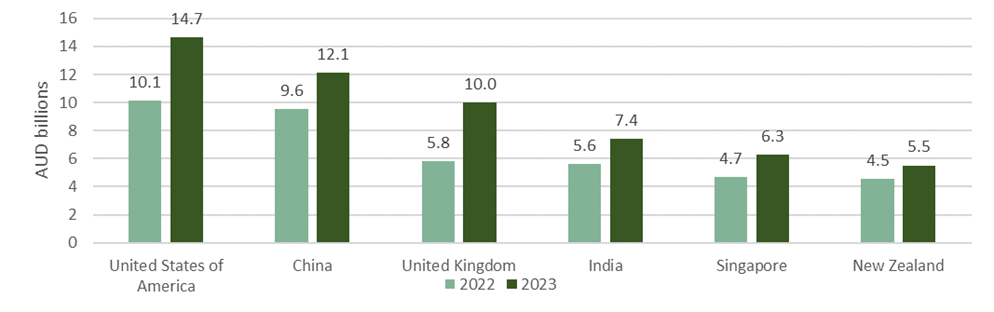 AUD billions
16
14
12
10
8
6
4
2
0
10.1
14.7
9.6
12.1
5.8
10.0
5.6
7.4
4.7
6.3
4.5
5.5
United States of
America
China
United Kingdom
India
Singapore
New Zealand
2022 2023